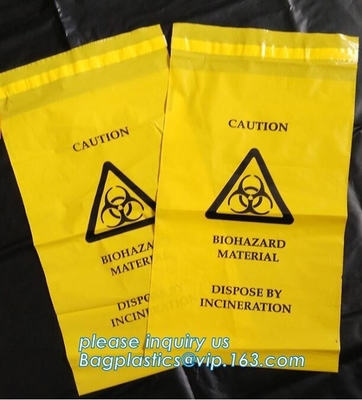 CAUTION
BIOHAZARD
MATERIAL
DISPOSE BY
INCINERATION
CAUTION
BIOHAZARD
MATERIAL
DISPOSE BY
INCINERATION
please inquiry us
Bagplastics@vip.163.com